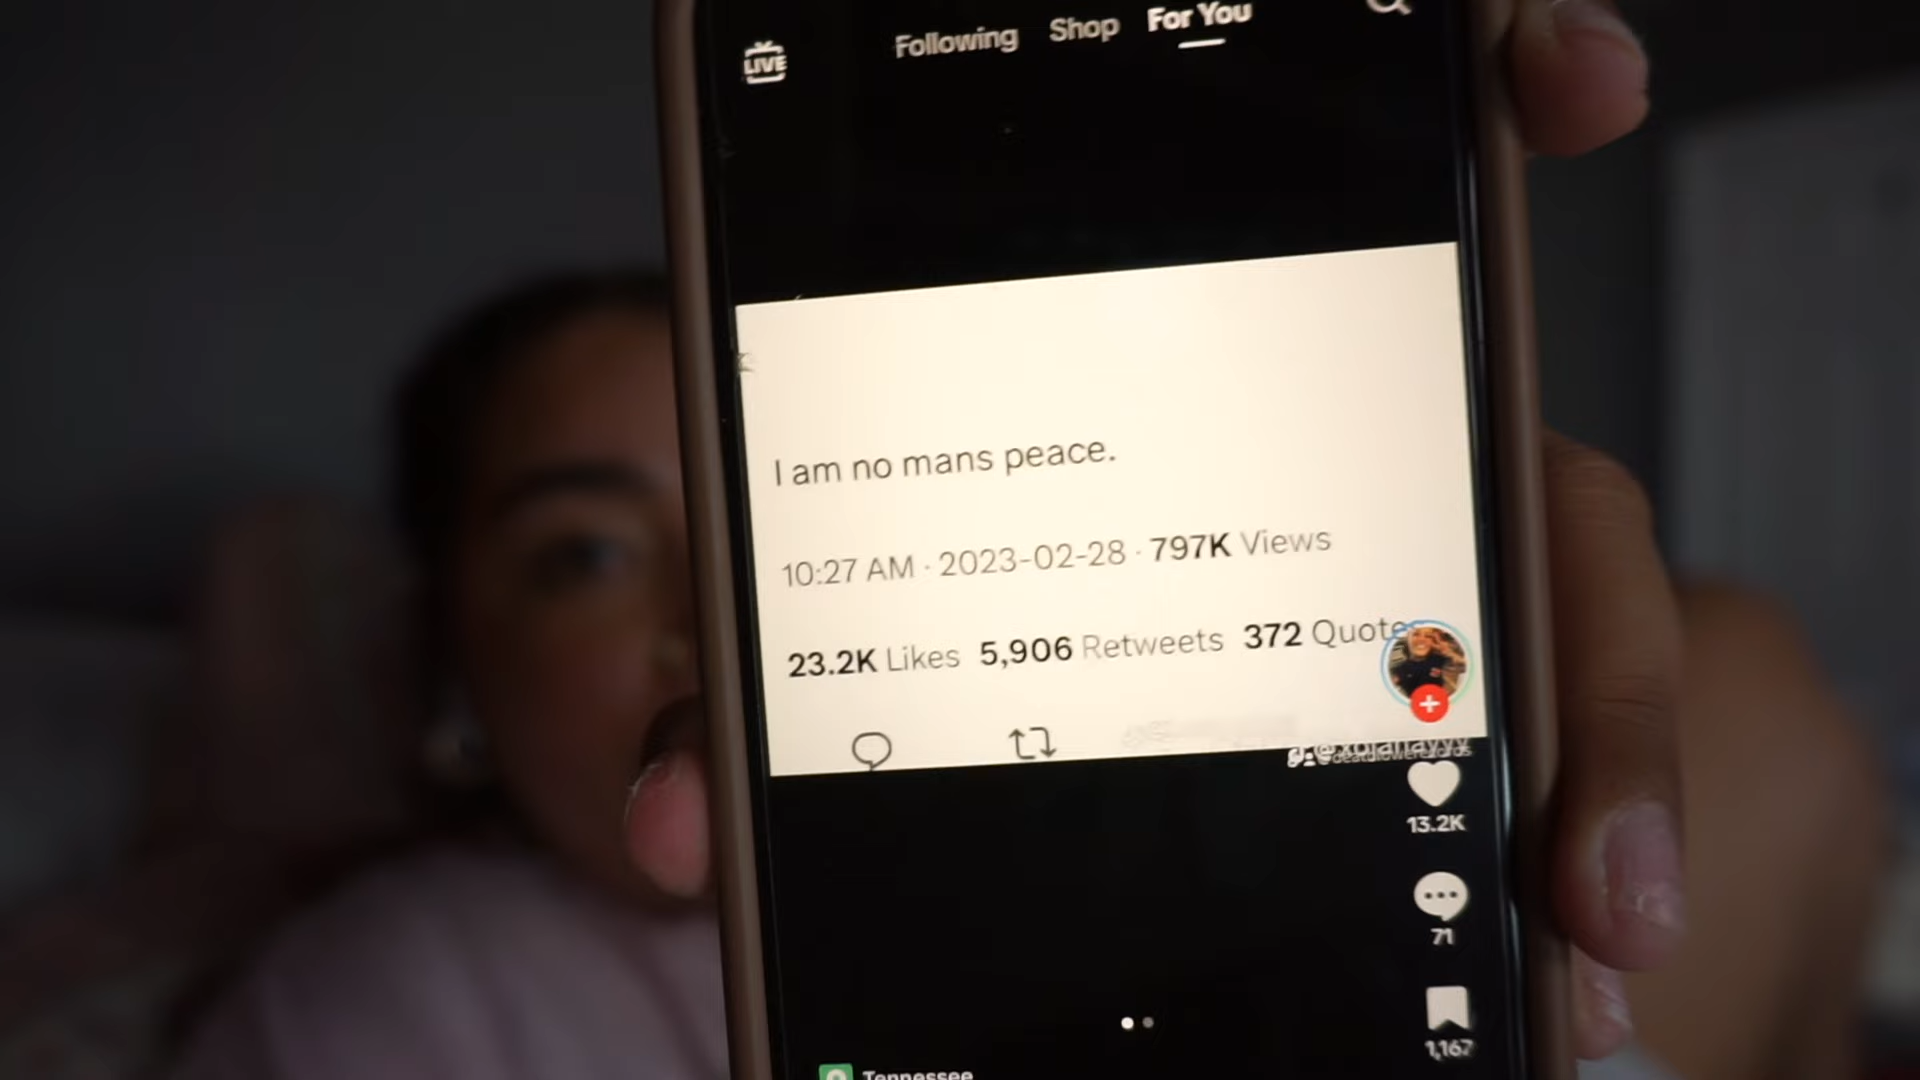 LIVE
Following Shop For You
I am no mans peace.
10:27 AM · 2023-02-28 · 797K Views
23.2K Likes 5,906 Retweets 372 Quotes
13.2K
71
1,167
Tennessee